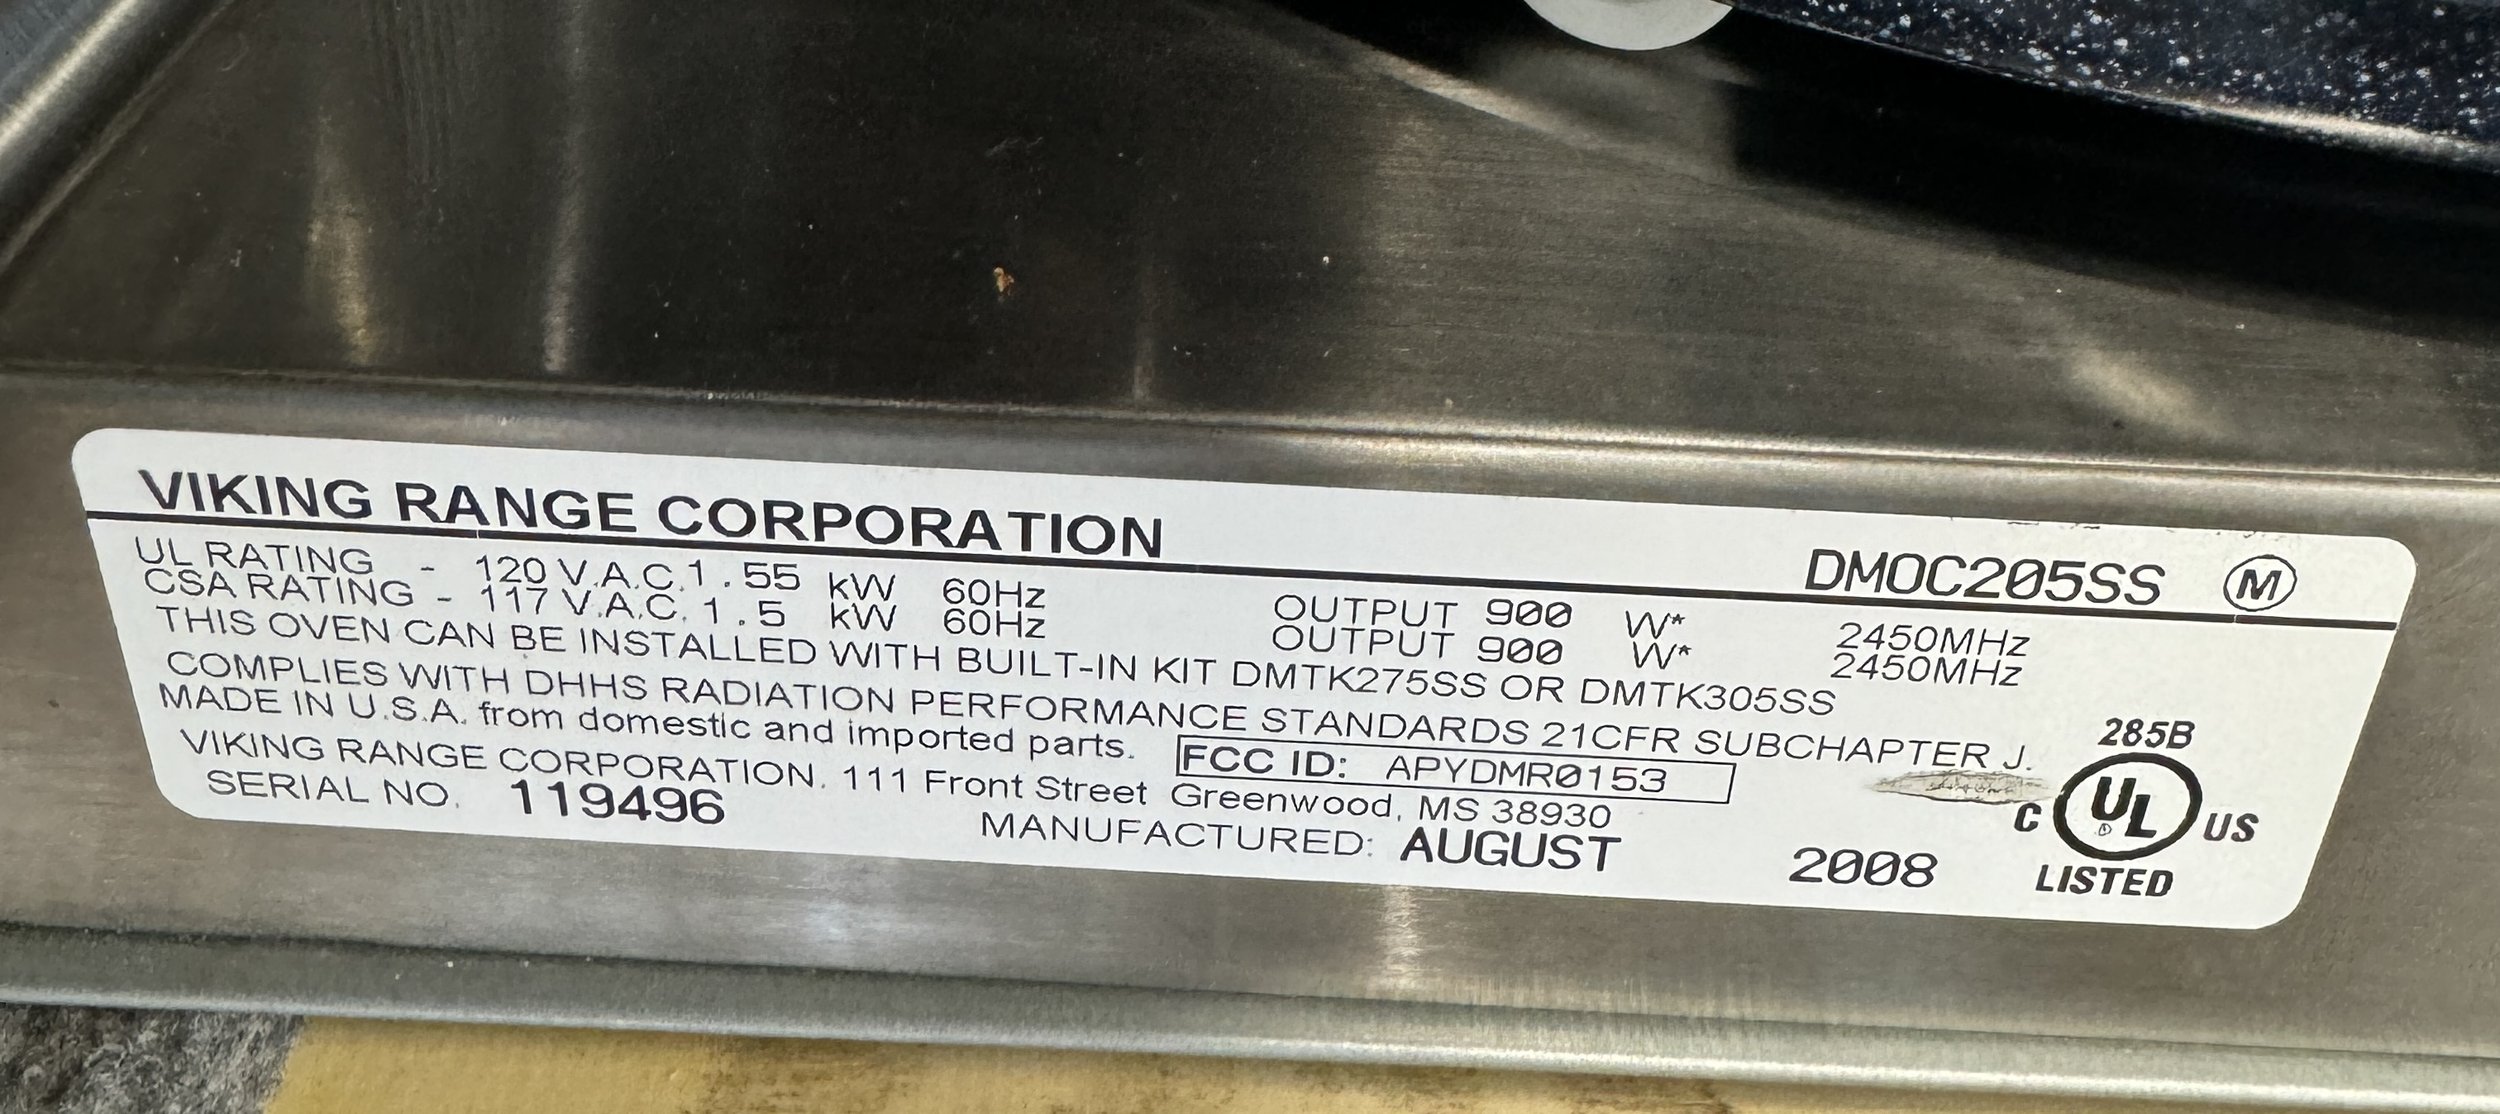 VIKING RANGE CORPORATION
DMOC205SS M
UL RATING - 120 V.A.C. 1.55 kW 60Hz OUTPUT 900 W* 2450MHz
CSA RATING - 117 V.A.C. 1.5 kW 60Hz OUTPUT 900 W* 2450MHz
THIS OVEN CAN BE INSTALLED WITH BUILT-IN KIT DMTK275SS OR DMTK305SS
COMPLIES WITH DHHS RADIATION PERFORMANCE STANDARDS 21CFR SUBCHAPTER J.
MADE IN U.S.A. from domestic and imported parts. FCC ID: APYDMR0153
VIKING RANGE CORPORATION. 111 Front Street Greenwood, MS 38930
SERIAL NO. 119496 MANUFACTURED: AUGUST 2008
285B
C UL US
LISTED